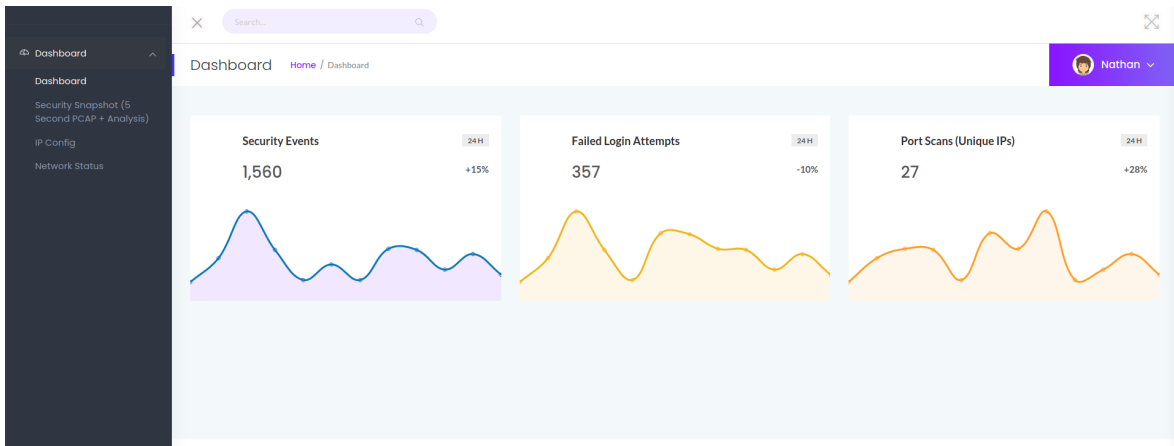 Search...
Dashboard
Dashboard
Security Snapshot (5
Second PCAP + Analysis)
IP Config
Network Status
Dashboard
Home / Dashboard
Nathan
Security Events
24 H
1,560
+15%
Failed Login Attempts
24 H
357
-10%
Port Scans (Unique IPs)
24 H
27
+28%